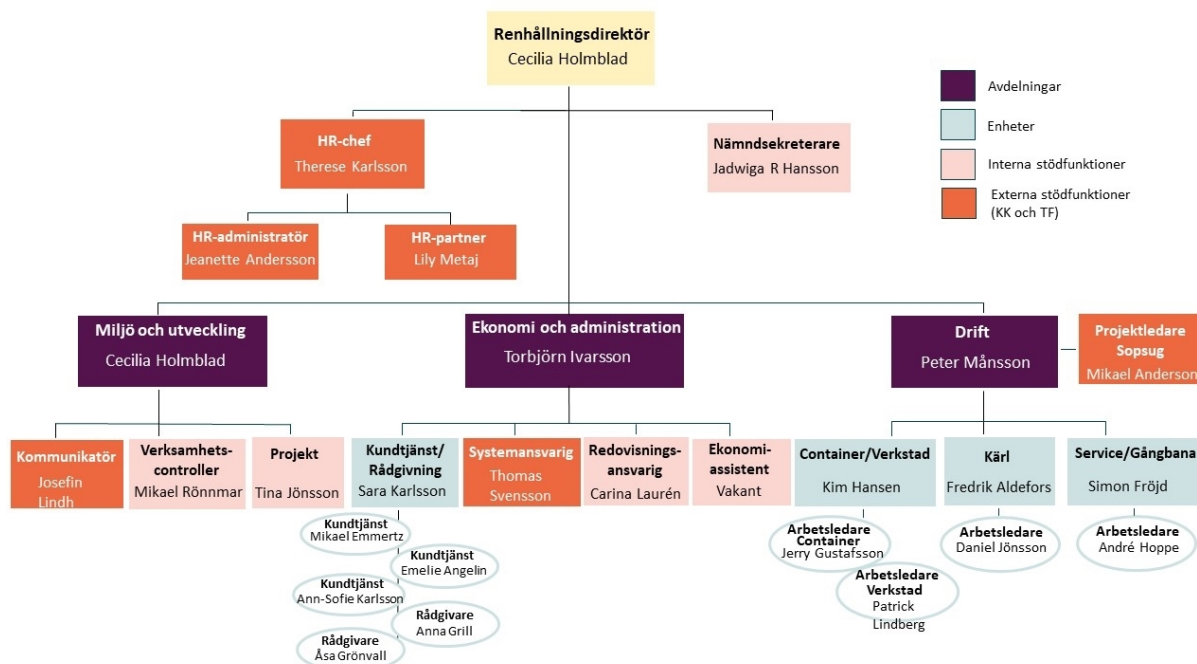 Renhållningsdirektör
Cecilia Holmblad
Avdelningar
Enheter
Interna stödfunktioner
Externa stödfunktioner
(KK och TF)
HR-chef
Therese Karlsson
Nämndsekreterare
Jadwiga R Hansson
HR-administratör
Jeanette Andersson
HR-partner
Lily Metaj
Miljö och utveckling
Cecilia Holmblad
Ekonomi och administration
Torbjörn Ivarsson
Drift
Peter Månsson
Projektledare
Sopsug
Mikael Anderson
Kommunikatör
Josefin
Lindh
Verksamhets-
controller
Mikael Rönnmar
Projekt
Tina Jönsson
Kundtjänst/
Rådgivning
Sara Karlsson
Systemansvarig
Thomas
Svensson
Redovisnings-
ansvarig
Carina Laurén
Ekonomi-
assistent
Vakant
Container/Verkstad
Kim Hansen
Kärl
Fredrik Aldefors
Service/Gångbana
Simon Fröjd
Kundtjänst
Mikael Emmertz
Kundtjänst
Emelie Angelin
Kundtjänst
Ann-Sofie Karlsson
Rådgivare
Anna Grill
Rådgivare
Åsa Grönvall
Arbetsledare
Container
Jerry Gustafsson
Arbetsledare
Verkstad
Patrick
Lindberg
Arbetsledare
Daniel Jönsson
Arbetsledare
André Hoppe